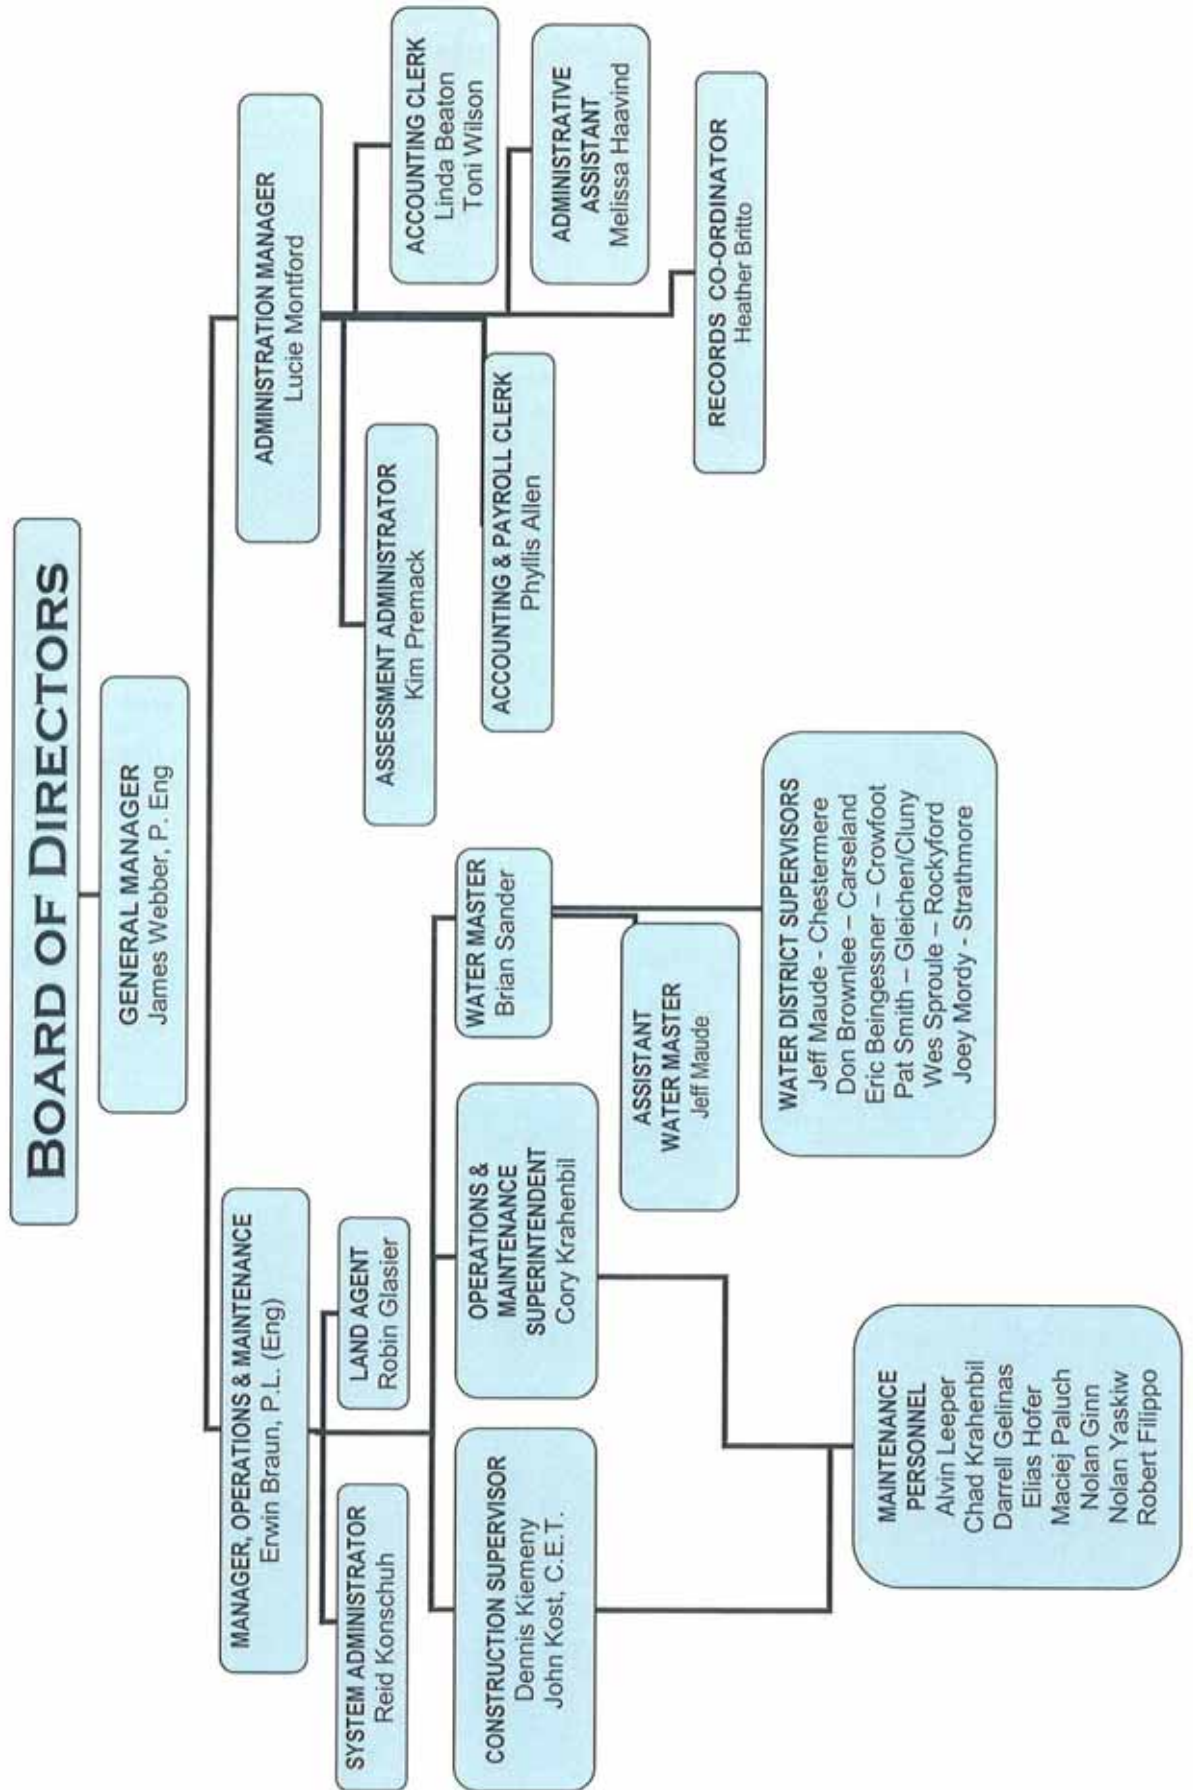 BOARD OF DIRECTORS
GENERAL MANAGER
James Webber, P. Eng
MANAGER, OPERATIONS & MAINTENANCE
Erwin Braun, P.L. (Eng)
ADMINISTRATION MANAGER
Lucie Montford
SYSTEM ADMINISTRATOR
Reid Konschuh
LAND AGENT
Robin Glasier
ASSESSMENT ADMINISTRATOR
Kim Premack
ACCOUNTING CLERK
Linda Beaton
Toni Wilson
CONSTRUCTION SUPERVISOR
Dennis Kiemeny
John Kost, C.E.T.
OPERATIONS &
MAINTENANCE
SUPERINTENDENT
Cory Krahenbil
WATER MASTER
Brian Sander
ACCOUNTING & PAYROLL CLERK
Phyllis Allen
ADMINISTRATIVE
ASSISTANT
Melissa Haavind
ASSISTANT
WATER MASTER
Jeff Maude
RECORDS CO-ORDINATOR
Heather Britto
WATER DISTRICT SUPERVISORS
Jeff Maude - Chestermere
Don Brownlee – Carseland
Eric Beingessner – Crowfoot
Pat Smith – Gleichen/Cluny
Wes Sproule – Rockyford
Joey Mordy - Strathmore
MAINTENANCE
PERSONNEL
Alvin Leeper
Chad Krahenbil
Darrell Gelinas
Elias Hofer
Maciej Paluch
Nolan Ginn
Nolan Yaskiw
Robert Filippo